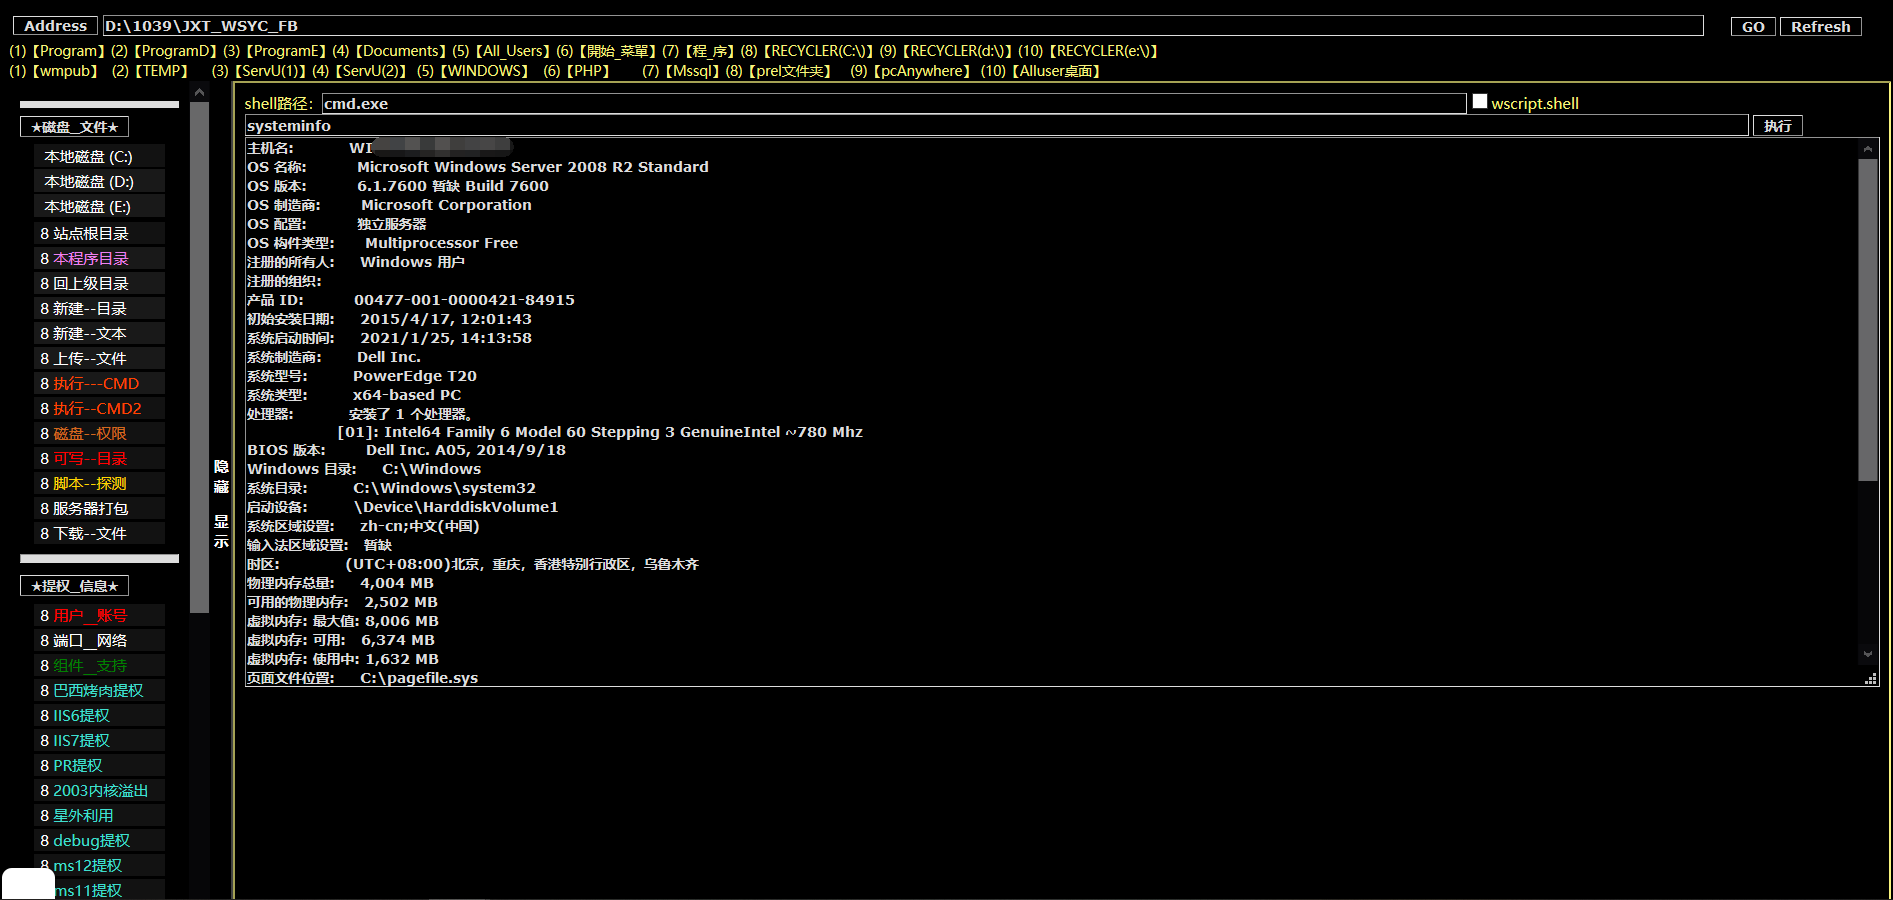 Address D:\1039\JXT_WSYC_FB GO Refresh
(1)【Program】(2)【ProgramD】(3)【ProgramE】(4)【Documents】(5)【All_Users】(6)【開始_菜單】(7)【程_序】(8)【RECYCLER(C:\)】(9)【RECYCLER(d:\)】(10)【RECYCLER(e:\)】
(1)【wmpub】 (2)【TEMP】 (3)【ServU(1)】(4)【ServU(2)】 (5)【WINDOWS】 (6)【PHP】 (7)【Mssql】(8)【prel文件夹】 (9)【pcAnywhere】 (10)【Alluser桌面】
★磁盘__文件★
本地磁盘 (C:)
本地磁盘 (D:)
本地磁盘 (E:)
8 站点根目录
8 本程序目录
8 回上级目录
8 新建--目录
8 新建--文本
8 上传--文件
8 执行---CMD
8 执行--CMD2
8 磁盘--权限
8 可写--目录
8 脚本--探测
8 服务器打包
8 下载--文件
★提权__信息★
8 用户__账号
8 端口__网络
8 组件__支持
8 巴西烤肉提权
8 IIS6提权
8 IIS7提权
8 PR提权
8 2003内核溢出
8 星外利用
8 debug提权
8 ms12提权
ms11提权
隐
藏
显
示
shell路径： cmd.exe wscript.shell
systeminfo 执行
主机名: WI
OS 名称: Microsoft Windows Server 2008 R2 Standard
OS 版本: 6.1.7600 暂缺 Build 7600
OS 制造商: Microsoft Corporation
OS 配置: 独立服务器
OS 构件类型: Multiprocessor Free
注册的所有人: Windows 用户
注册的组织:
产品 ID: 00477-001-0000421-84915
初始安装日期: 2015/4/17, 12:01:43
系统启动时间: 2021/1/25, 14:13:58
系统制造商: Dell Inc.
系统型号: PowerEdge T20
系统类型: x64-based PC
处理器: 安装了 1 个处理器。
[01]: Intel64 Family 6 Model 60 Stepping 3 GenuineIntel ~780 Mhz
BIOS 版本: Dell Inc. A05, 2014/9/18
Windows 目录: C:\Windows
系统目录: C:\Windows\system32
启动设备: \Device\HarddiskVolume1
系统区域设置: zh-cn;中文(中国)
输入法区域设置: 暂缺
时区: (UTC+08:00)北京，重庆，香港特别行政区，乌鲁木齐
物理内存总量: 4,004 MB
可用的物理内存: 2,502 MB
虚拟内存: 最大值: 8,006 MB
虚拟内存: 可用: 6,374 MB
虚拟内存: 使用中: 1,632 MB
页面文件位置: C:\pagefile.sys